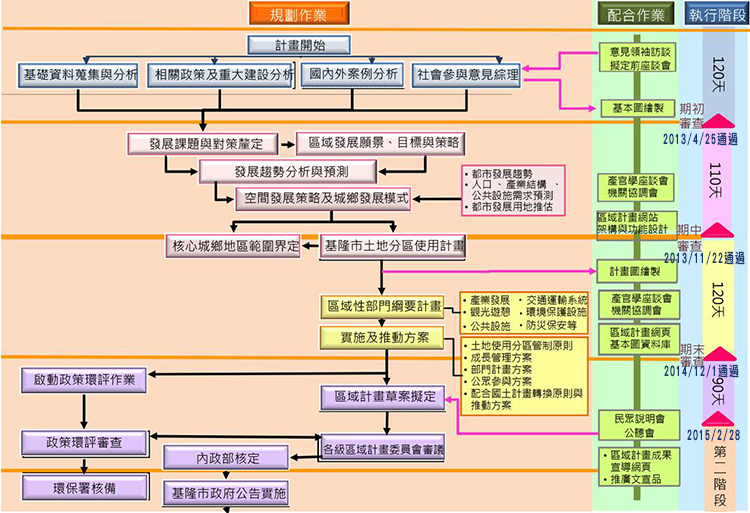 規劃作業
配合作業
執行階段
計畫開始
基礎資料蒐集與分析
相關政策及重大建設分析
國內外案例分析
社會參與意見綜理
意見領袖訪談
擬定前座談會
120天
基本圖繪製
期初
審查
2013/4/25通過
發展課題與對策釐定
區域發展願景、目標與策略
發展趨勢分析與預測
空間發展策略及城鄉發展模式
•都市發展趨勢
•人口、產業結構、
公共設施需求預測
•都市發展用地推估
產官學座談會
機關協調會
110天
區域計畫網站
架構與功能設計
核心城鄉地區範圍界定
基隆市土地分區使用計畫
期中
審查
2013/11/22通過
計畫圖繪製
120天
區域性部門綱要計畫
•產業發展
•交通運輸系統
•觀光遊憩
•環境保護設施
•公共設施
•防災保安等
產官學座談會
機關協調會
實施及推動方案
•土地使用分區管制原則
•成長管理方案
•部門計畫方案
•公眾參與方案
•配合國土計畫轉換原則與
推動方案
區域計畫網頁
基本圖資料庫
期末
審查
2014/12/1通過
啟動政策環評作業
區域計畫草案擬定
90天
民眾說明會
公聽會
2015/2/28
政策環評審查
內政部核定
各級區域計畫委員會審議
•區域計畫成果
宣導網頁
•推廣文宣品
第二階段
環保署核備
基隆市政府公告實施